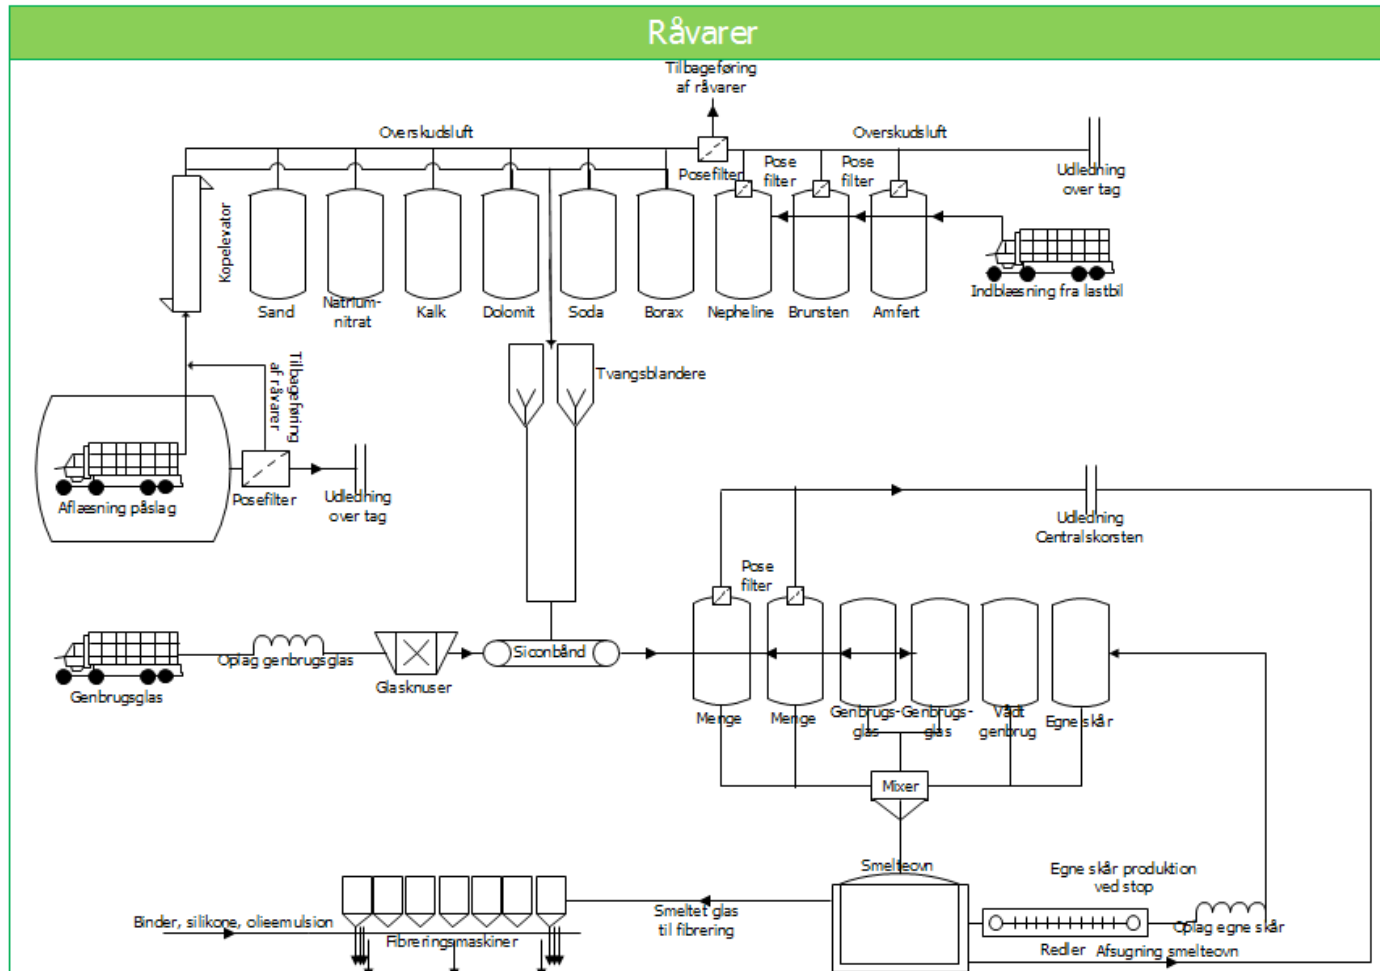 Råvarer
Tilbageføring
af råvarer
Overskudsluft
Overskudsluft
Posefilter
Pose
filter
Pose
filter
Udledning
over tag
Kopelevator
Sand
Natrium-
nitrat
Kalk
Dolomit
Soda
Borax
Nepheline
Brunsten
Amfert
Indblæsning fra lastbil
Tilbageføring
af råvarer
Tvangsblandere
Aflæsning påslag
Posefilter
Udledning
over tag
Udledning
Centralskorsten
Pose
filter
Genbrugsglas
Oplag genbrugsglas
Glasknuser
Siconbånd
Menge
Menge
Genbrugs-
glas
Genbrugs-
glas
Vådt
genbrug
Egne skår
Mixer
Smelteovn
Egne skår produktion
ved stop
Smeltet glas
til fibrering
Binder, silikone, olieemulsion
Fibreringsmaskiner
Oplag egne skår
Redler
Afsugning smelteovn